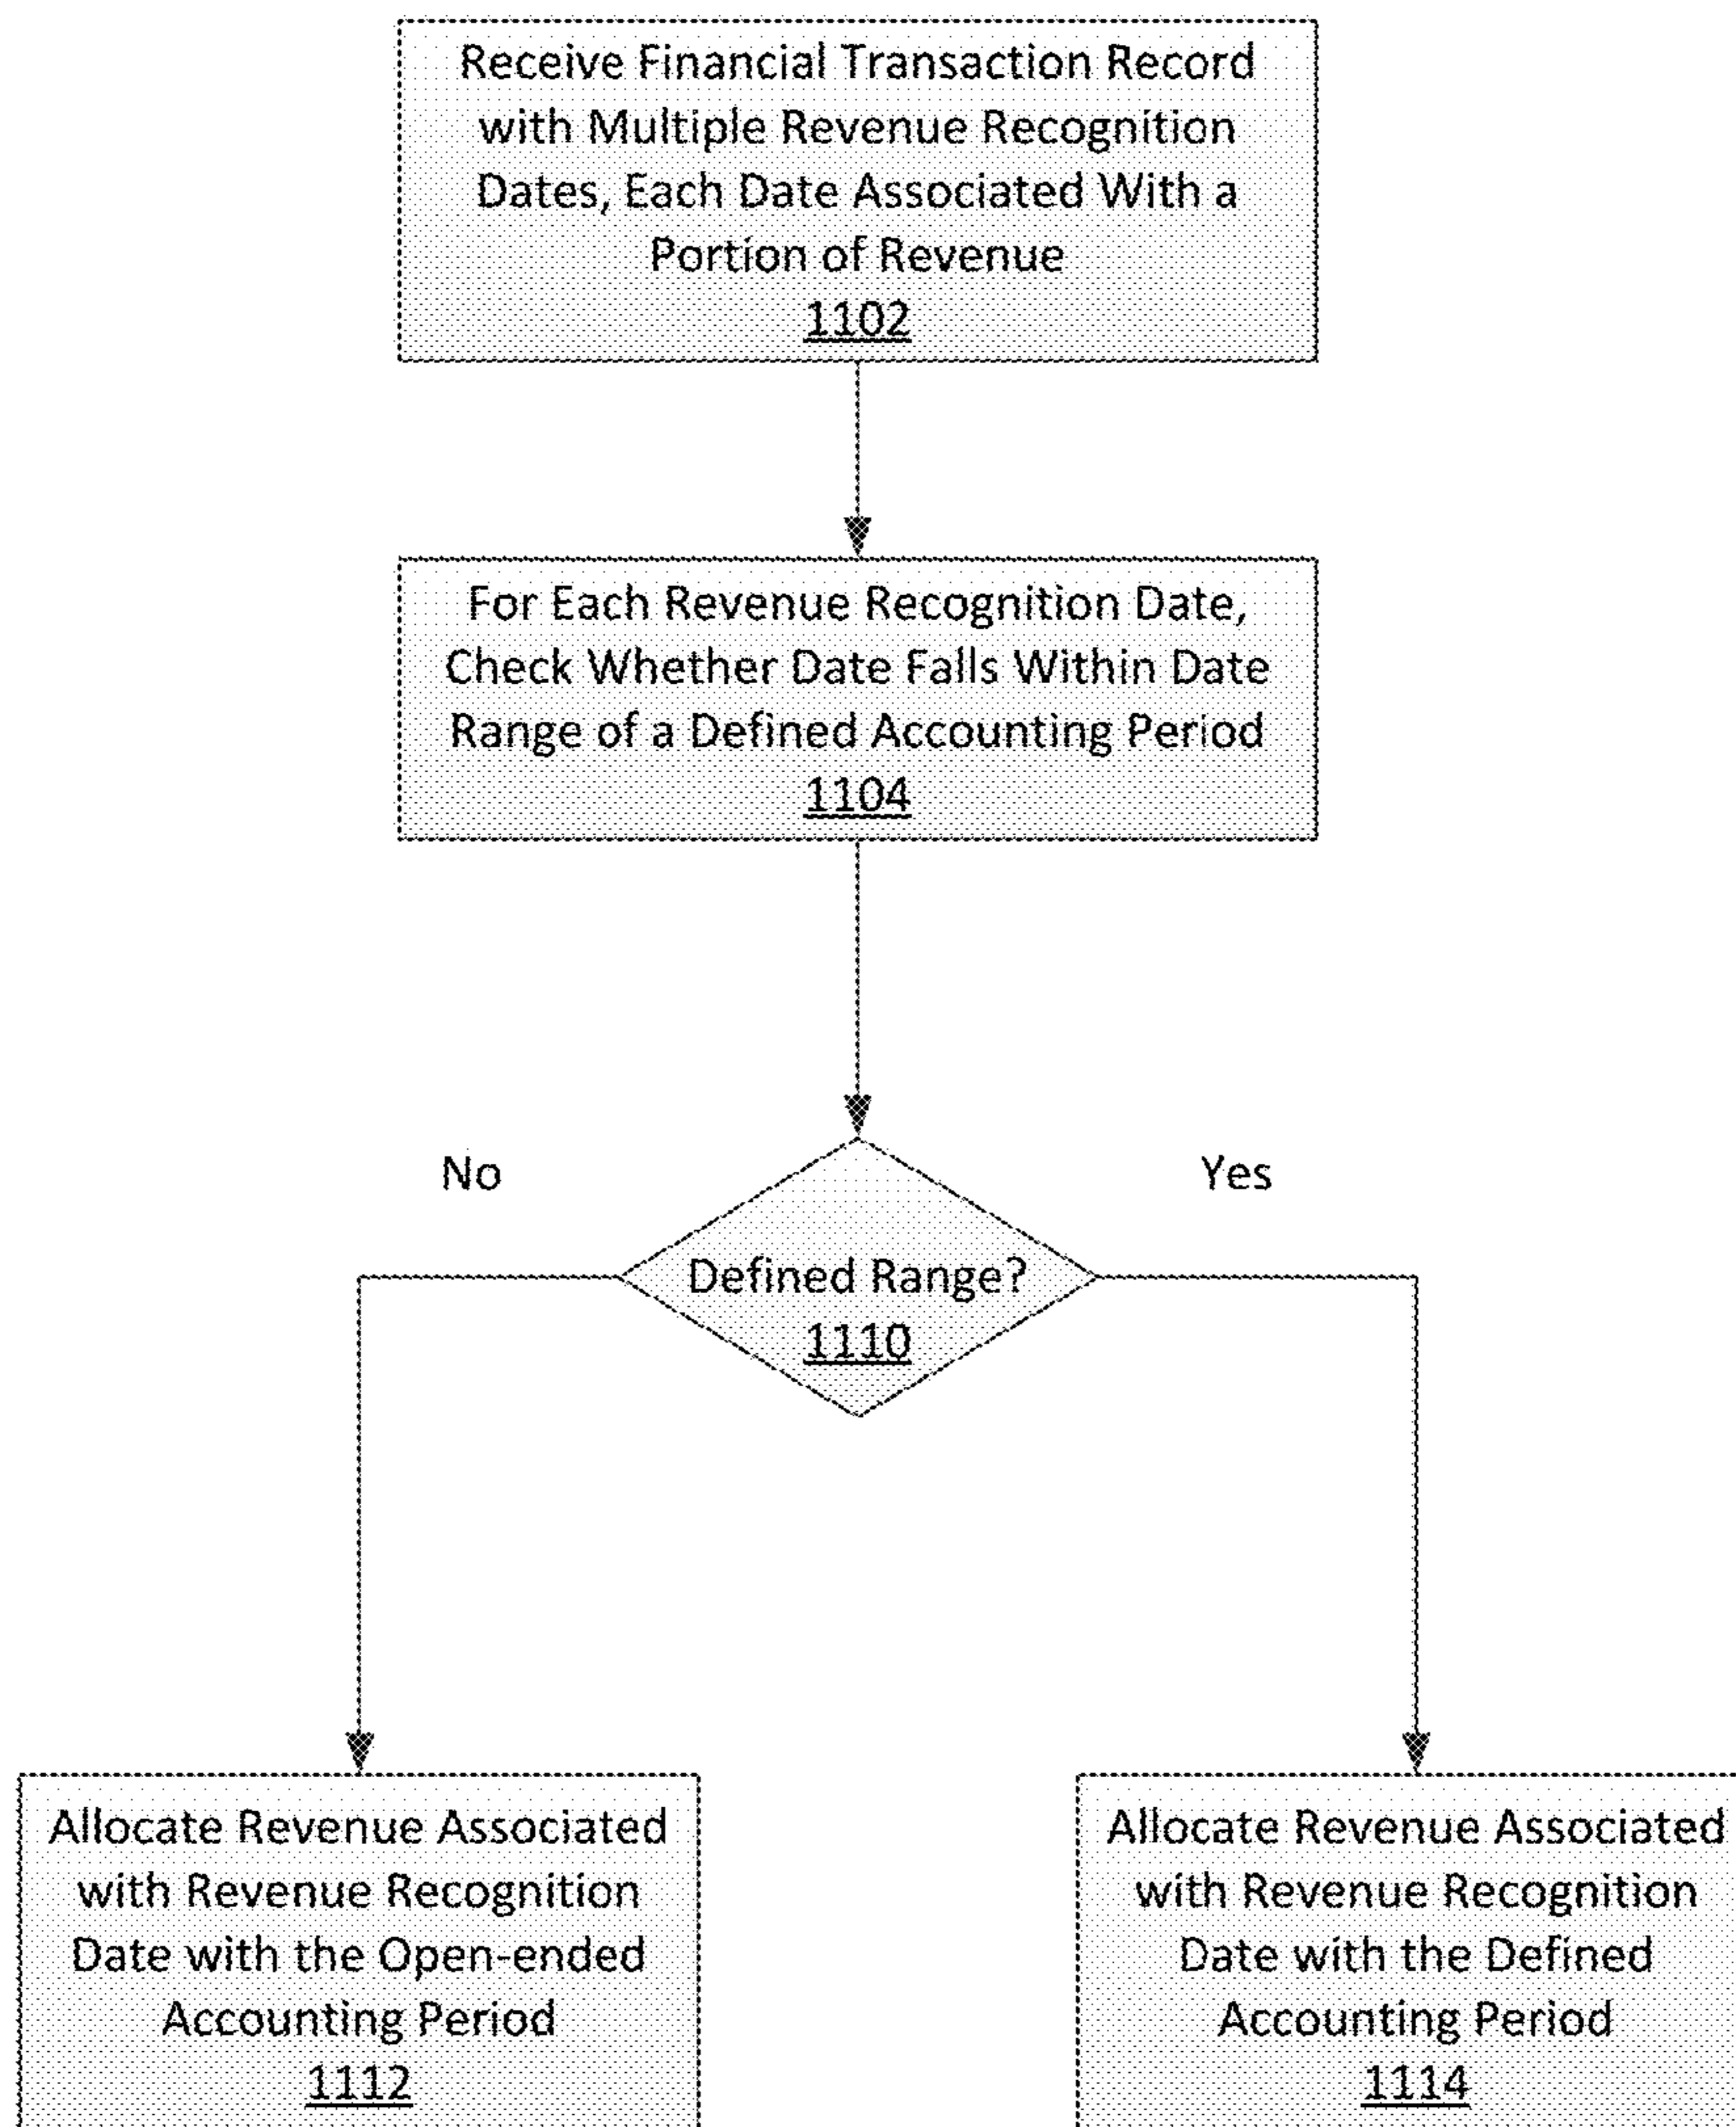 Receive Financial Transaction Record
with Multiple Revenue Recognition
Dates, Each Date Associated With a
Portion of Revenue
1102
For Each Revenue Recognition Date,
Check Whether Date Falls Within Date
Range of a Defined Accounting Period
1104
No
Yes
Defined Range?
1110
Allocate Revenue Associated
with Revenue Recognition
Date with the Open-ended
Accounting Period
1112
Allocate Revenue Associated
with Revenue Recognition
Date with the Defined
Accounting Period
1114